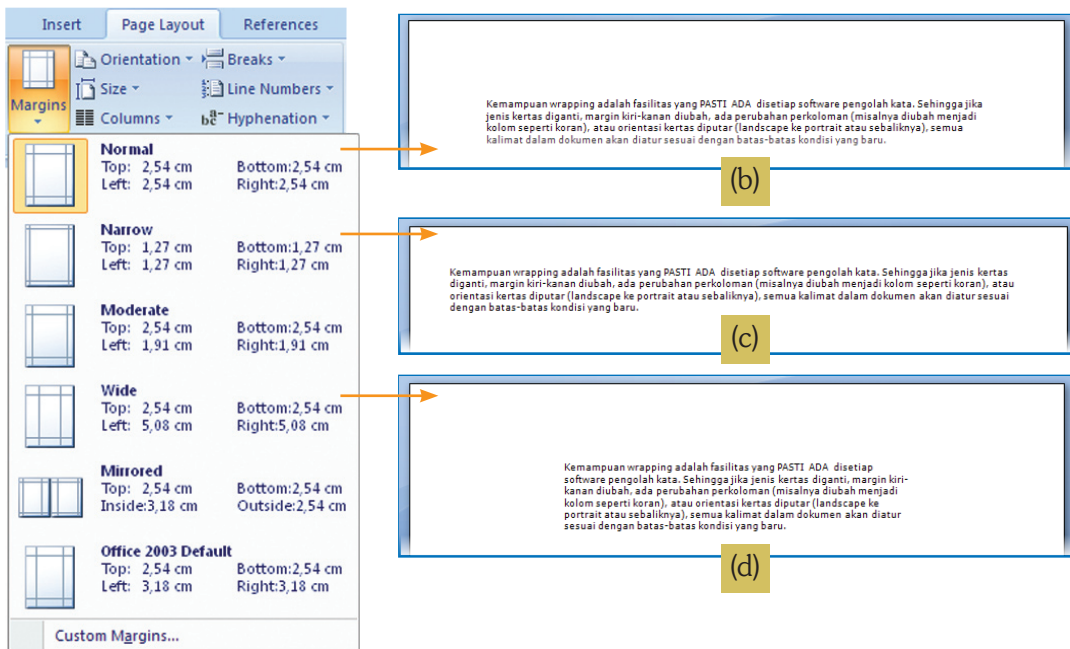 Insert Page Layout References
Orientation Breaks
Size Line Numbers
Margins
Columns Hyphenation
Normal
Top: 2,54 cm Bottom:2,54 cm
Left: 2,54 cm Right:2,54 cm
Narrow
Top: 1,27 cm Bottom:1,27 cm
Left: 1,27 cm Right:1,27 cm
Moderate
Top: 2,54 cm Bottom:2,54 cm
Left: 1,91 cm Right:1,91 cm
Wide
Top: 2,54 cm Bottom:2,54 cm
Left: 5,08 cm Right:5,08 cm
Mirrored
Top: 2,54 cm Bottom:2,54 cm
Inside:3,18 cm Outside:2,54 cm
Office 2003 Default
Top: 2,54 cm Bottom:2,54 cm
Left: 3,18 cm Right:3,18 cm
Custom Margins...
Kemampuan wrapping adalah fasilitas yang PASTI ADA disetiap software pengolah kata. Sehingga jika
jenis kertas diganti, margin kiri-kanan diubah, ada perubahan perkoloman (misalnya diubah menjadi
kolom seperti koran), atau orientasi kertas diputar (landscape ke portrait atau sebaliknya), semua
kalimat dalam dokumen akan diatur sesuai dengan batas-batas kondisi yang baru.
(b)
Kemampuan wrapping adalah fasilitas yang PASTI ADA disetiap software pengolah kata. Sehingga jika jenis kertas
diganti, margin kiri-kanan diubah, ada perubahan perkoloman (misalnya diubah menjadi kolom seperti koran), atau
orientasi kertas diputar (landscape ke portrait atau sebaliknya), semua kalimat dalam dokumen akan diatur sesuai
dengan batas-batas kondisi yang baru.
(c)
Kemampuan wrapping adalah fasilitas yang PASTI ADA disetiap
software pengolah kata. Sehingga jika jenis kertas diganti, margin kiri-
kanan diubah, ada perubahan perkoloman (misalnya diubah menjadi
kolom seperti koran), atau orientasi kertas diputar (landscape ke
portrait atau sebaliknya), semua kalimat dalam dokumen akan diatur
sesuai dengan batas-batas kondisi yang baru.
(d)